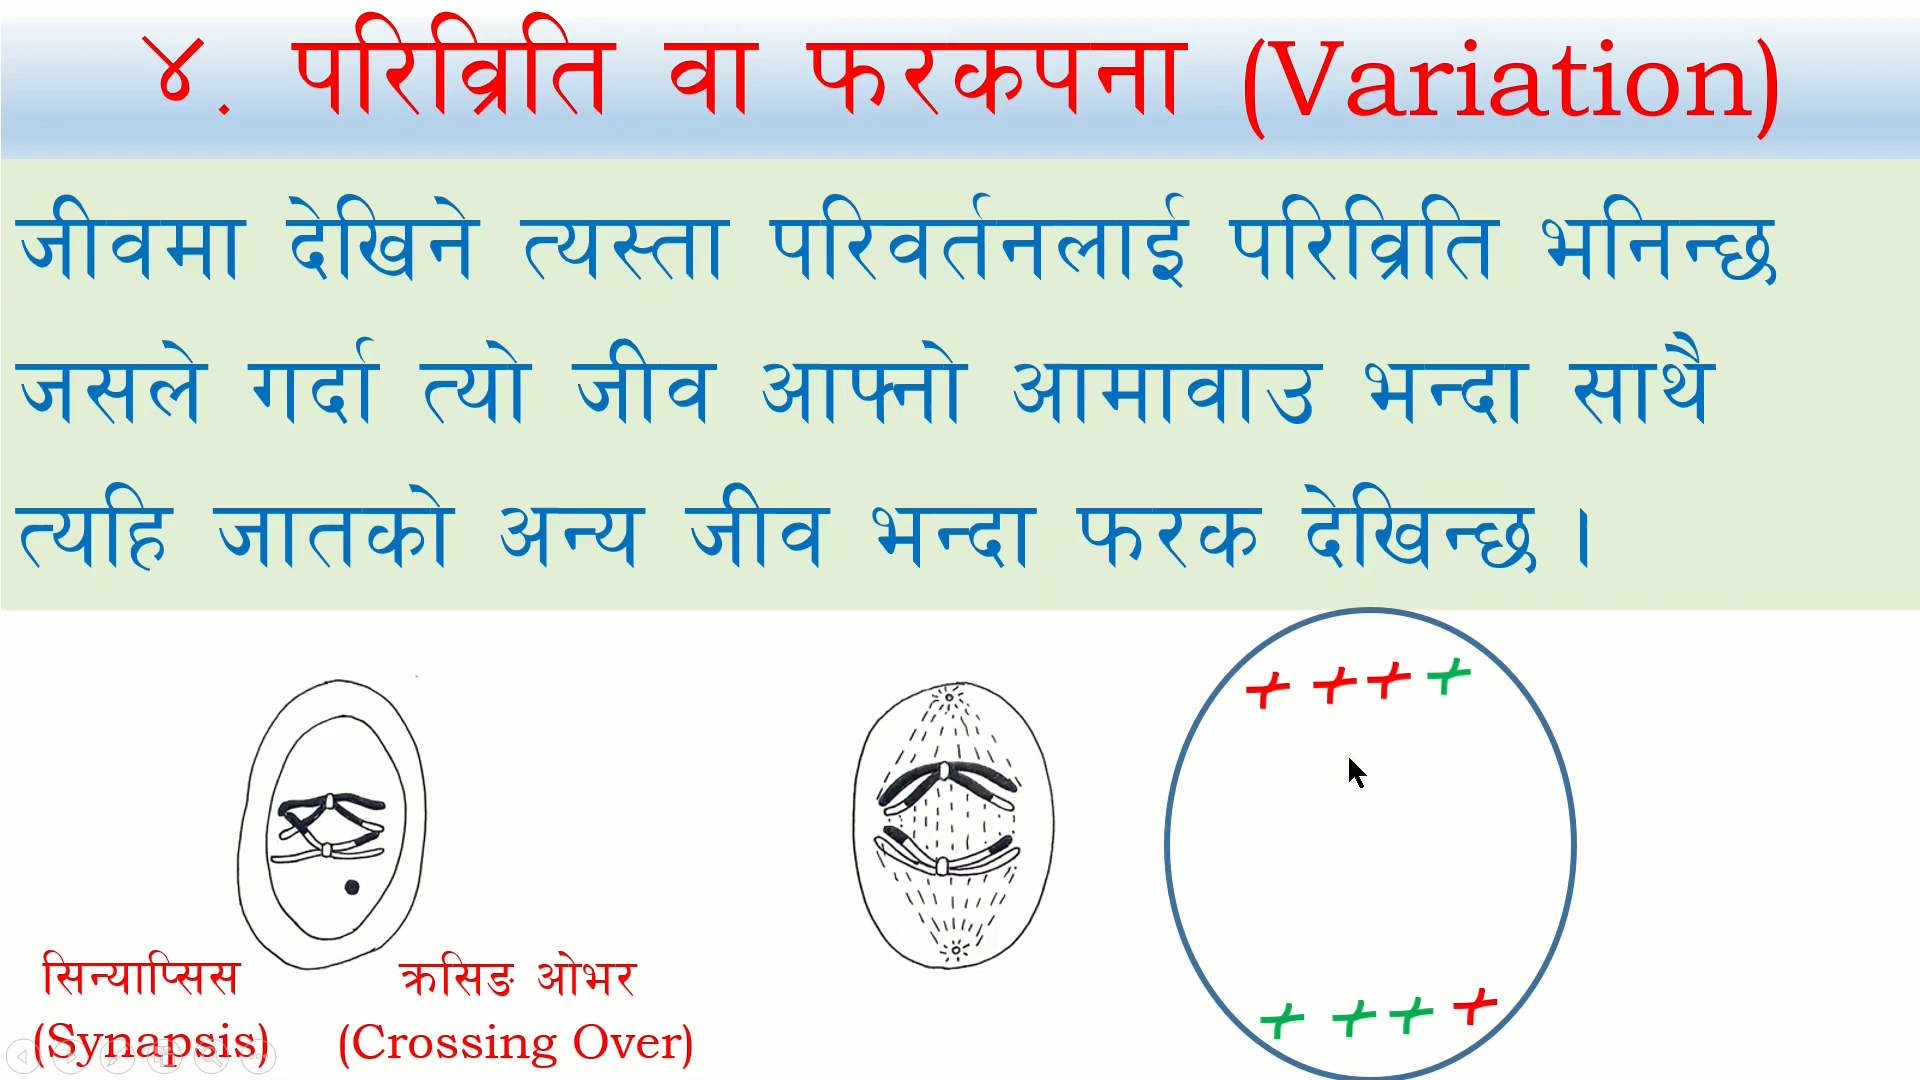 ४. परिव्रिति वा फरकपना (Variation)
जीवमा देखिने त्यस्ता परिवर्तनलाई परिव्रिति भनिन्छ
जसले गर्दा त्यो जीव आफ्नो आमावाउ भन्दा साथै
त्यहि जातको अन्य जीव भन्दा फरक देखिन्छ ।
सिन्याप्सिस क्रसिङ ओभर
(Synapsis) (Crossing Over)